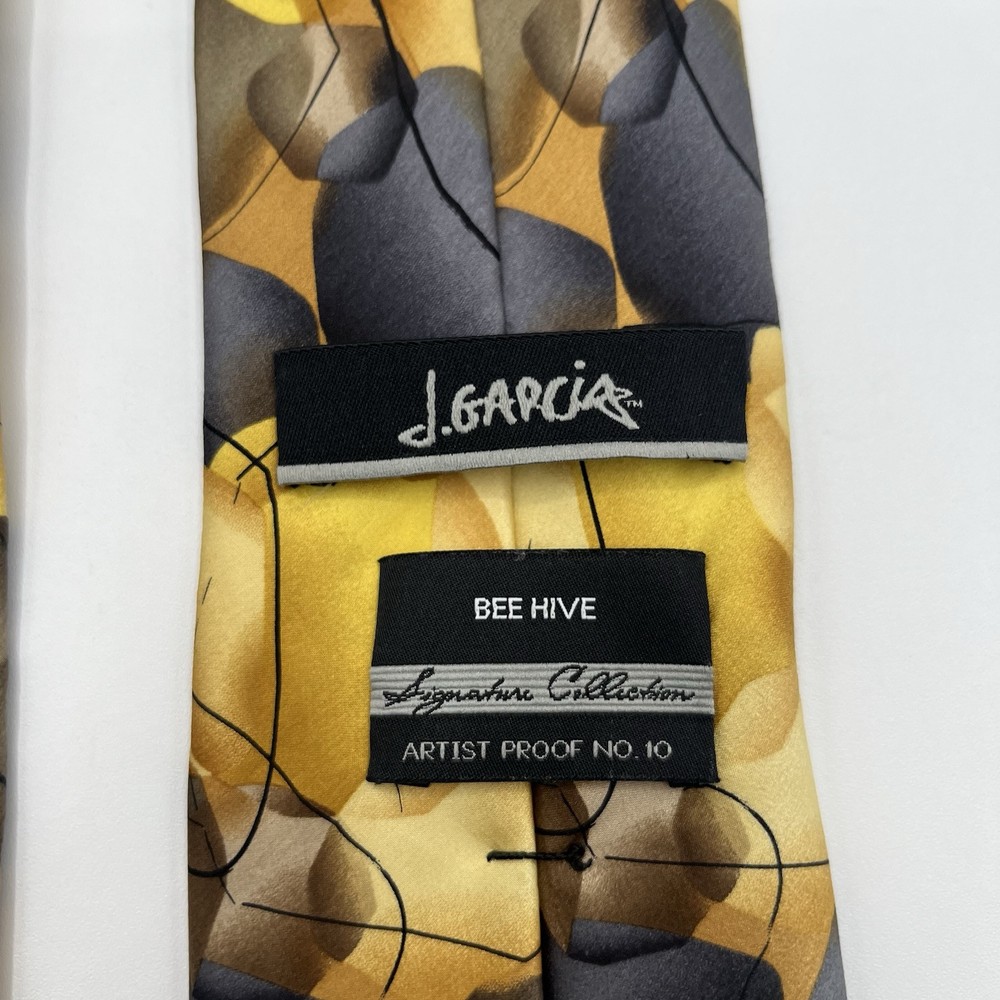 J.GARCIA™
BEE HIVE
Signature Collection
ARTIST PROOF NO.10